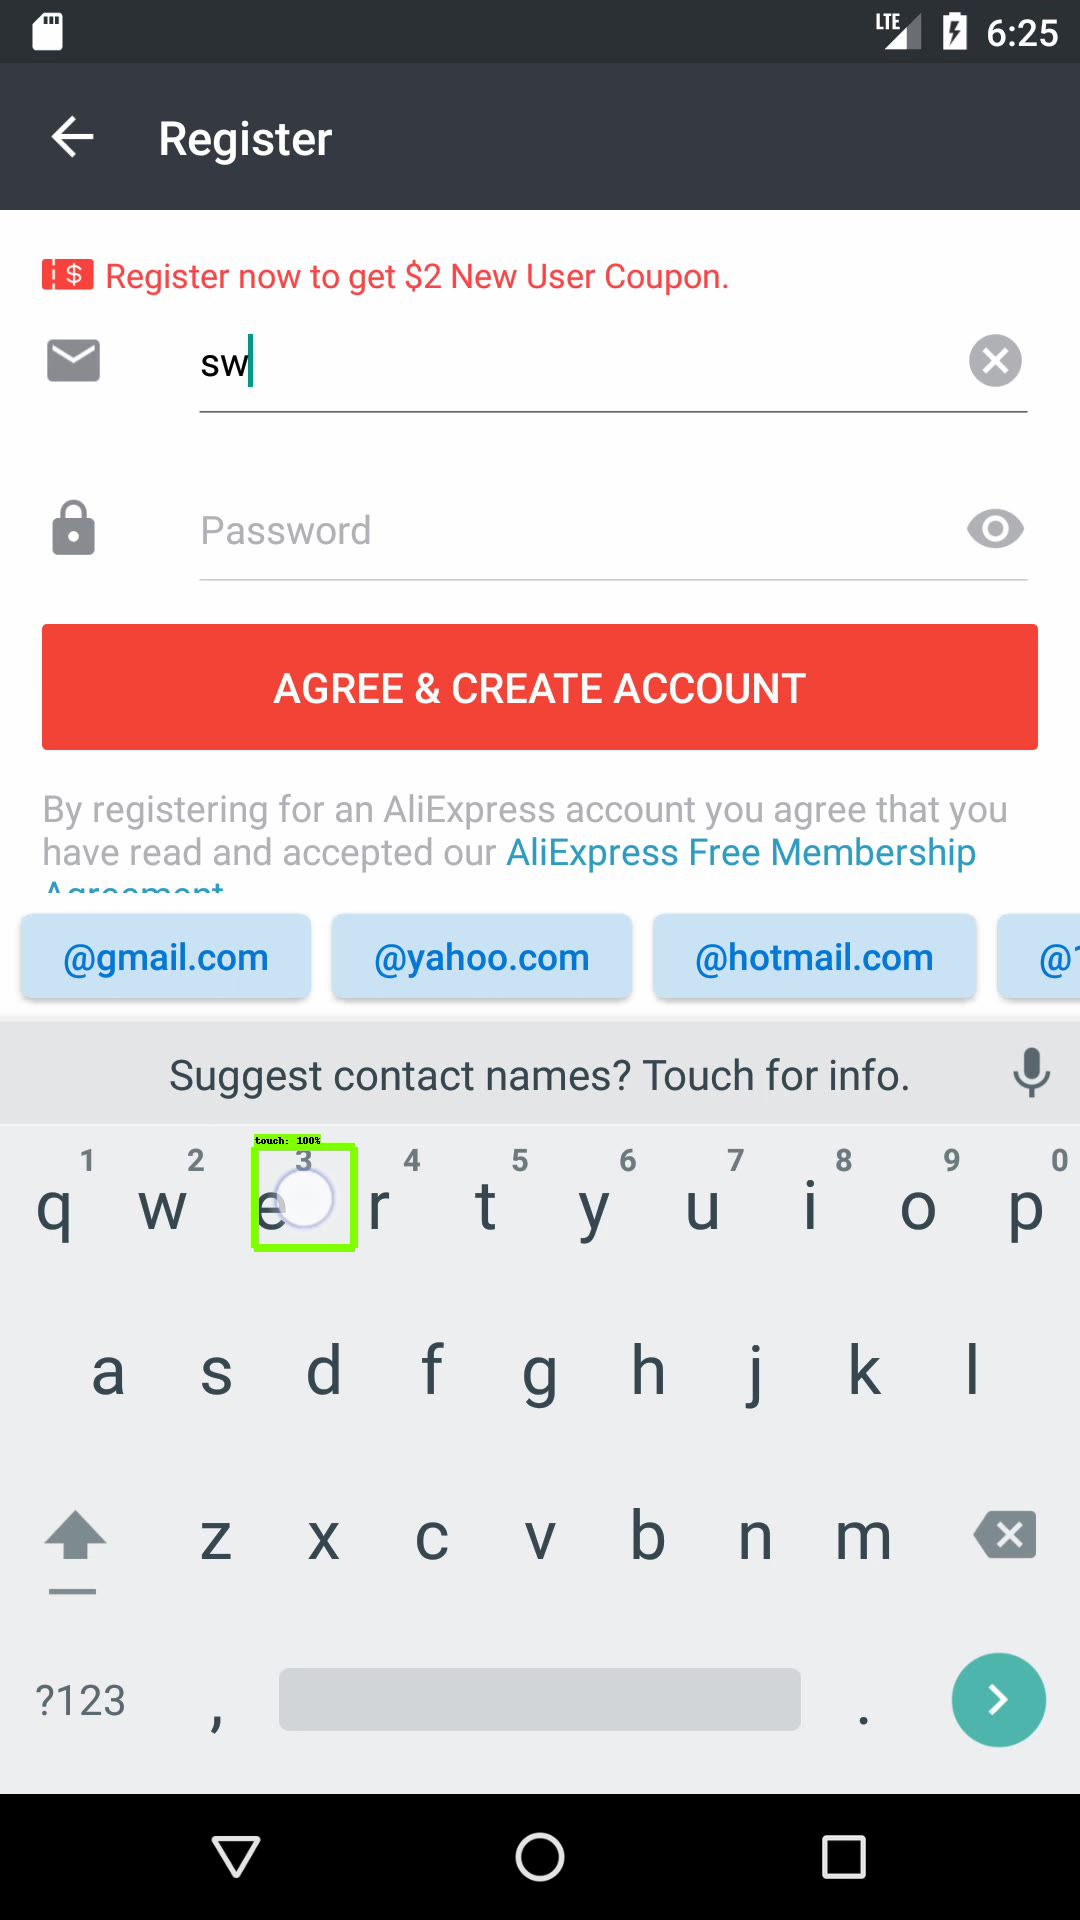 LTE 6:25
Register
$ Register now to get $2 New User Coupon.
sw
Password
AGREE & CREATE ACCOUNT
By registering for an AliExpress account you agree that you
have read and accepted our AliExpress Free Membership
Agreement
@gmail.com @yahoo.com @hotmail.com @1
Suggest contact names? Touch for info.
touch: 100%
1 2 3 4 5 6 7 8 9 0
q w e r t y u i o p
a s d f g h j k l
z x c v b n m
?123 , .